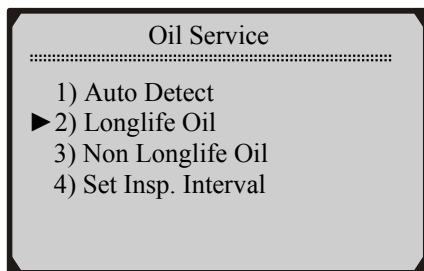 Oil Service
1) Auto Detect
►2) Longlife Oil
3) Non Longlife Oil
4) Set Insp. Interval